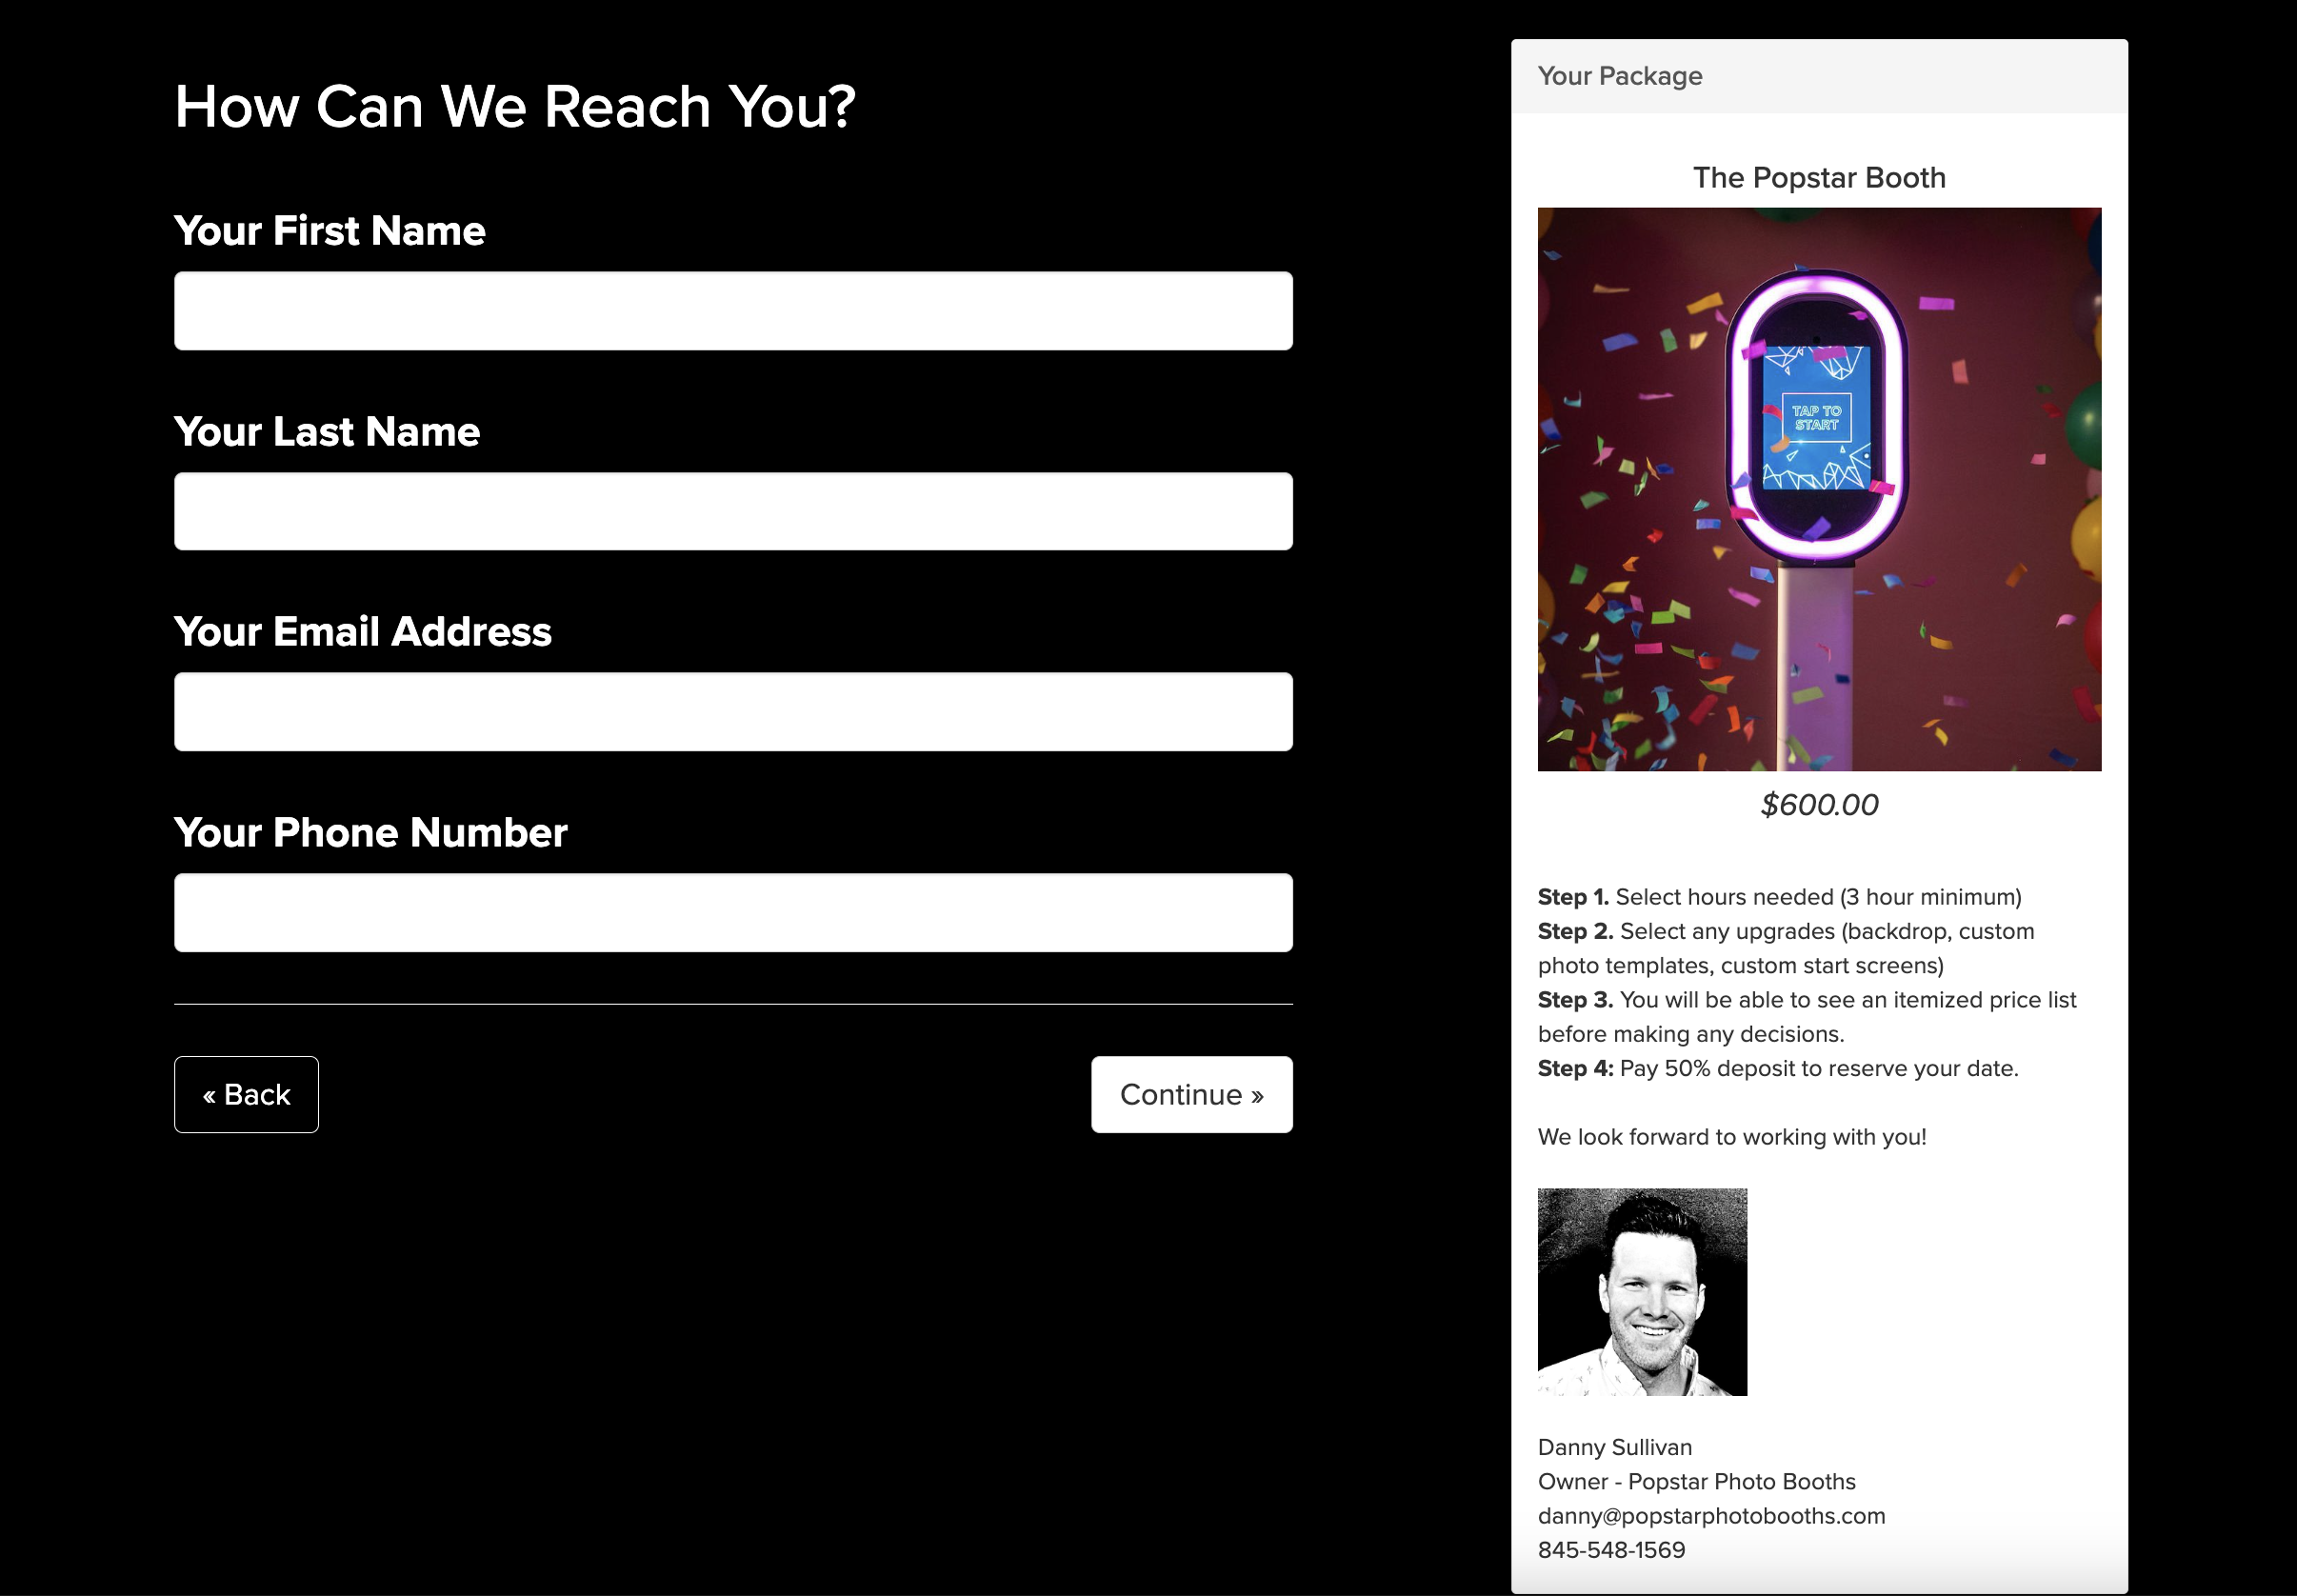 How Can We Reach You?
Your First Name
Your Last Name
Your Email Address
Your Phone Number
« Back
Continue »
Your Package
The Popstar Booth
TAP TO
START
$600.00
Step 1. Select hours needed (3 hour minimum)
Step 2. Select any upgrades (backdrop, custom
photo templates, custom start screens)
Step 3. You will be able to see an itemized price list
before making any decisions.
Step 4: Pay 50% deposit to reserve your date.
We look forward to working with you!
Danny Sullivan
Owner - Popstar Photo Booths
danny@popstarphotobooths.com
845-548-1569